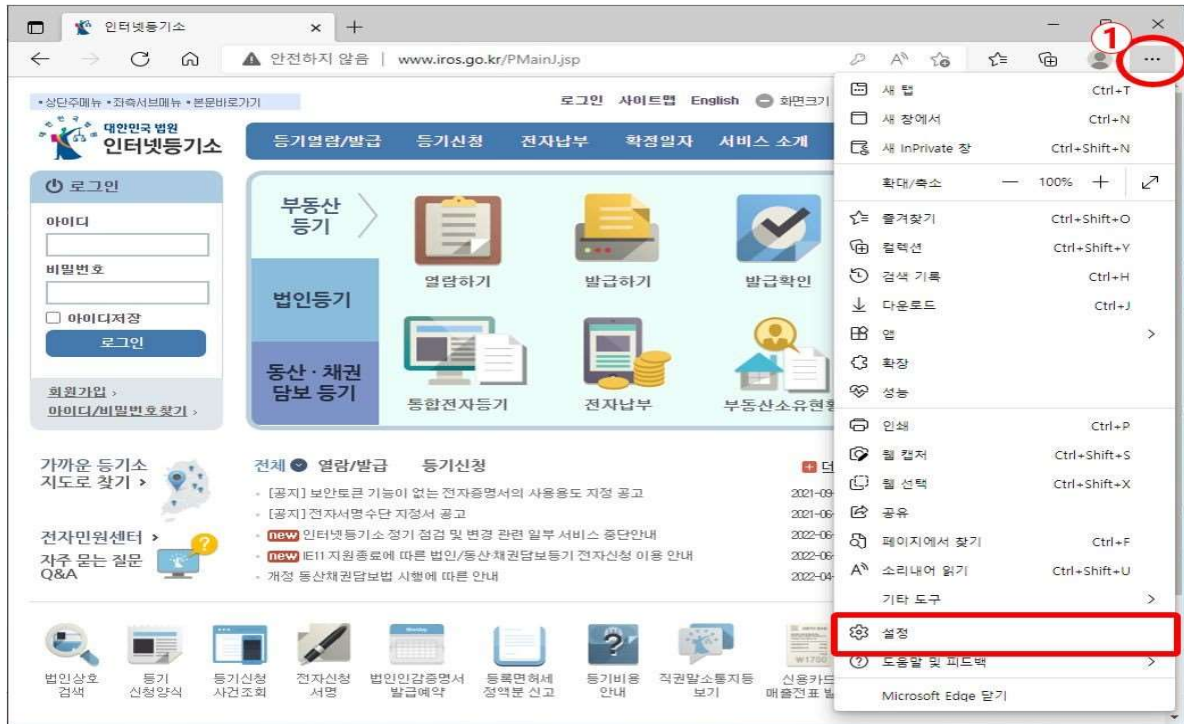 인터넷등기소
①
안전하지 않음 | www.iros.go.kr/PMainJ.jsp
•상단주메뉴 •좌측서브메뉴 •본문바로가기
로그인 사이트맵 English 화면크기
대한민국 법원
인터넷등기소
등기열람/발급 등기신청 전자납부 확정일자 서비스 소개
로그인
아이디
비밀번호
아이디저장
로그인
회원가입 ›
아이디/비밀번호찾기 ›
부동산
등기
법인등기
동산·채권
담보 등기
열람하기 발급하기 발급확인
통합전자등기 전자납부 부동산소유현황
가까운 등기소
지도로 찾기 ›
전자민원센터 ›
자주 묻는 질문
Q&A
전체 열람/발급 등기신청
[공지] 보안토큰 기능이 없는 전자증명서의 사용용도 지정 공고 2021-09-
[공지] 전자서명수단 지정서 공고 2021-06-
new 인터넷등기소 정기 점검 및 변경 관련 일부 서비스 중단안내 2022-06-
new IE11 지원종료에 따른 법인/동산채권담보등기 전자신청 이용 안내 2022-06-
개정 동산채권담보법 시행에 따른 안내 2022-04-
법인상호
검색
등기
신청양식
등기신청
사건조회
전자신청
서명
법인인감증명서
발급예약
등록면허세
정액분 신고
등기비용
안내
직권말소통지등
보기
₩1700
신용카드
매출전표
새 탭 Ctrl+T
새 창에서 Ctrl+N
새 InPrivate 창 Ctrl+Shift+N
확대/축소 — 100% +
즐겨찾기 Ctrl+Shift+O
컬렉션 Ctrl+Shift+Y
검색 기록 Ctrl+H
다운로드 Ctrl+J
앱
확장
성능
인쇄 Ctrl+P
웹 캡처 Ctrl+Shift+S
웹 선택 Ctrl+Shift+X
공유
페이지에서 찾기 Ctrl+F
소리내어 읽기 Ctrl+Shift+U
기타 도구
설정
도움말 및 피드백
Microsoft Edge 닫기